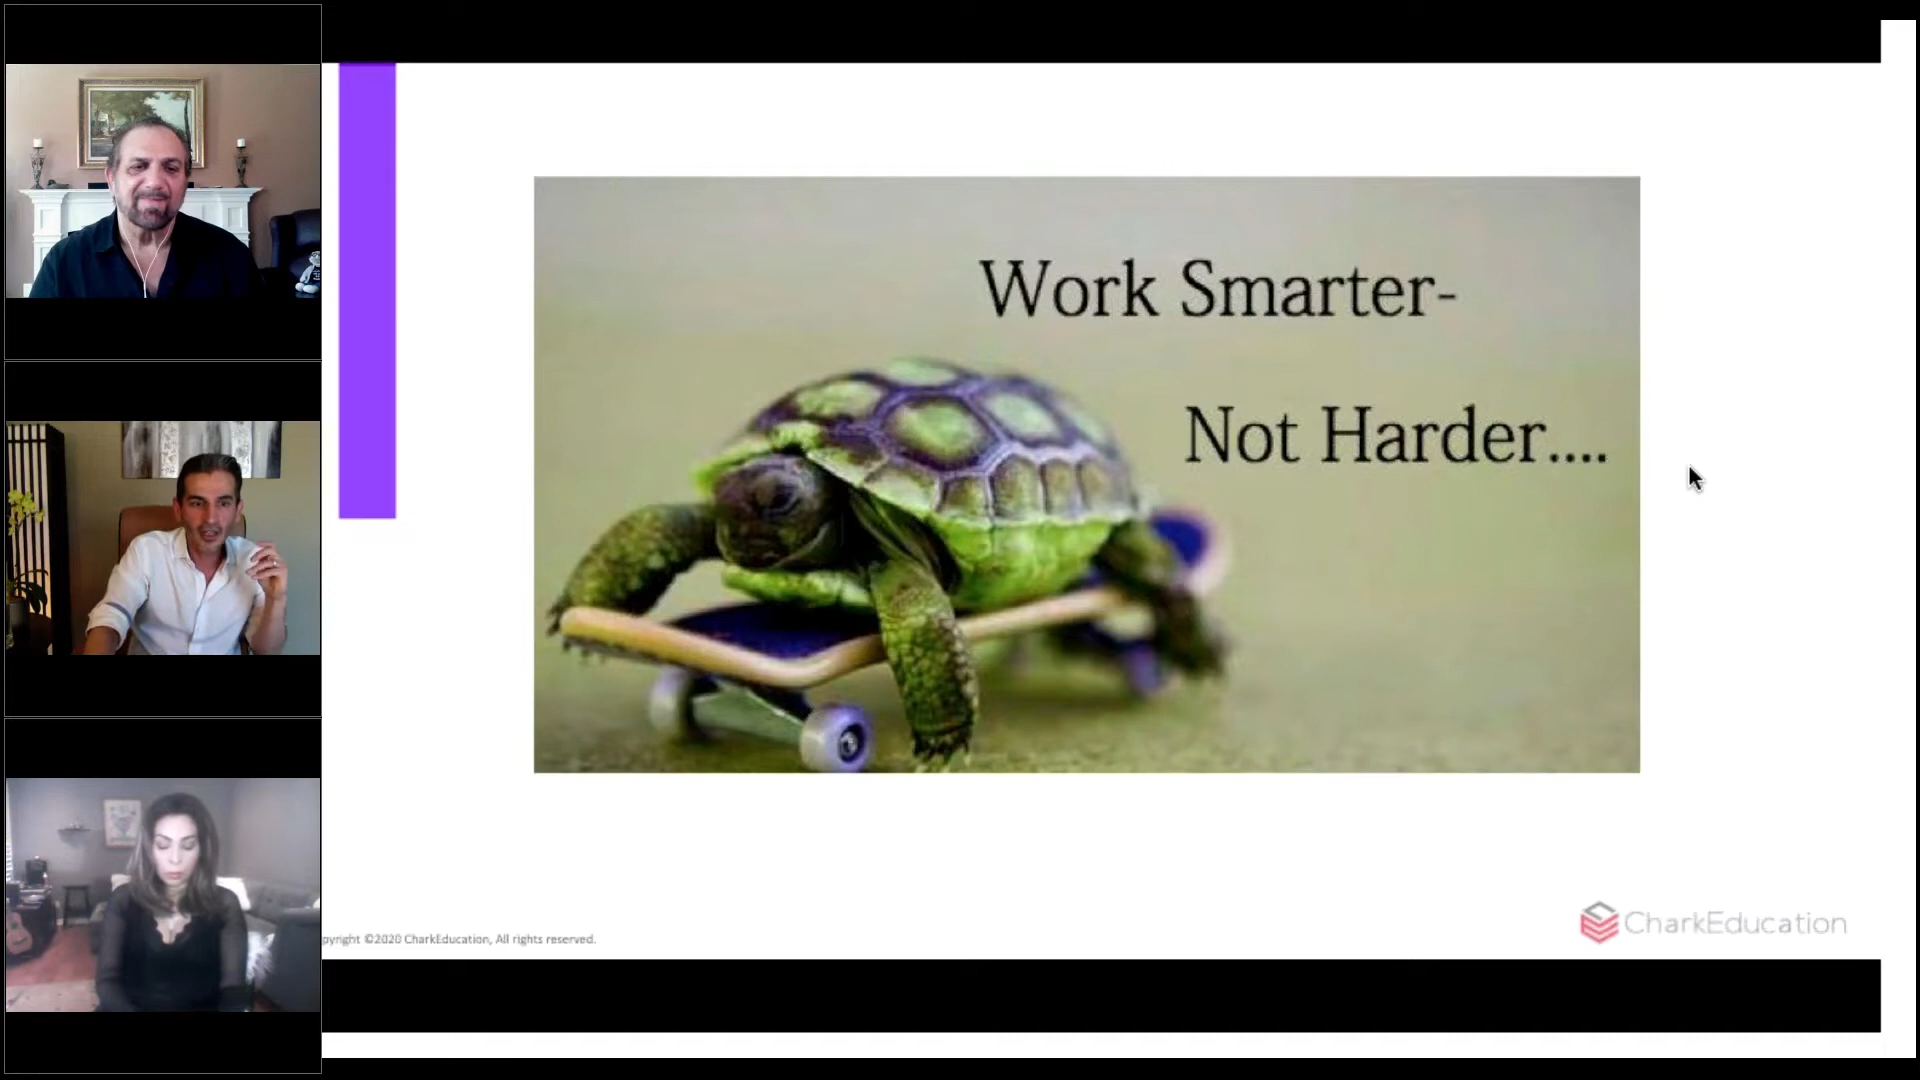 Work Smarter-
Not Harder....
pyright ©2020 CharkEducation, All rights reserved.
CharkEducation